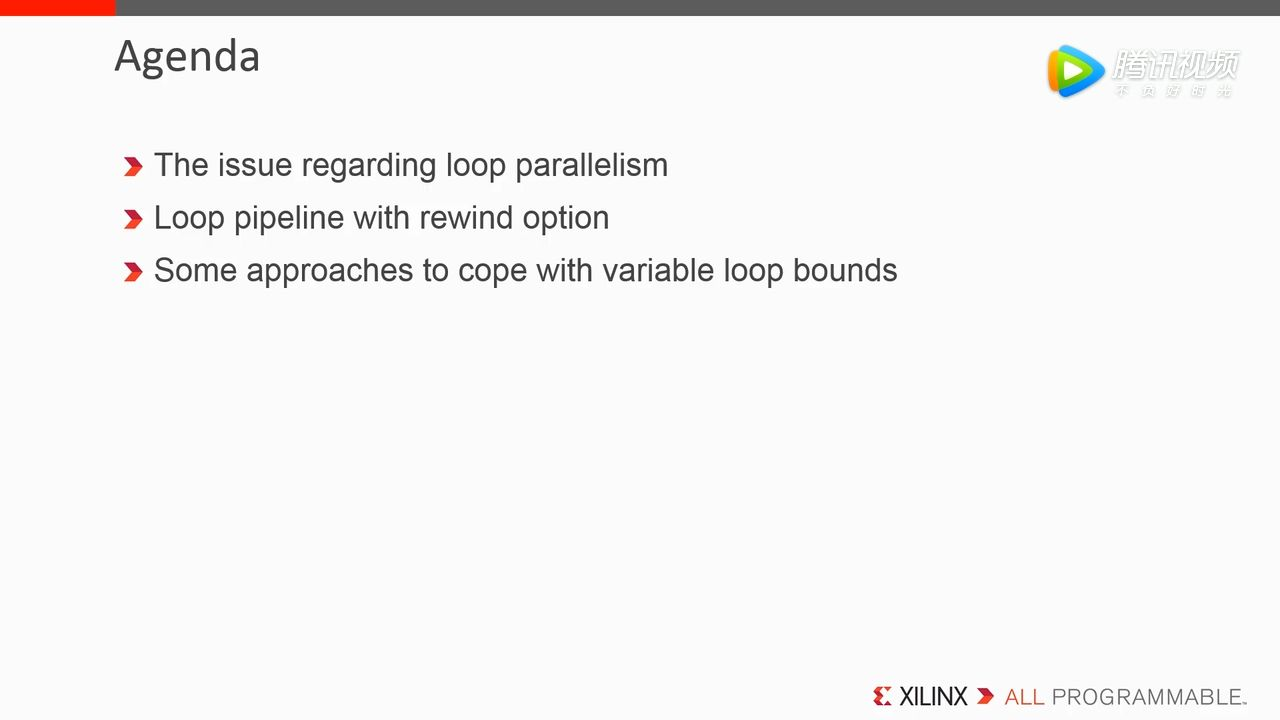 Agenda
腾讯视频
不负好时光
The issue regarding loop parallelism
Loop pipeline with rewind option
Some approaches to cope with variable loop bounds
XILINX ALL PROGRAMMABLE™